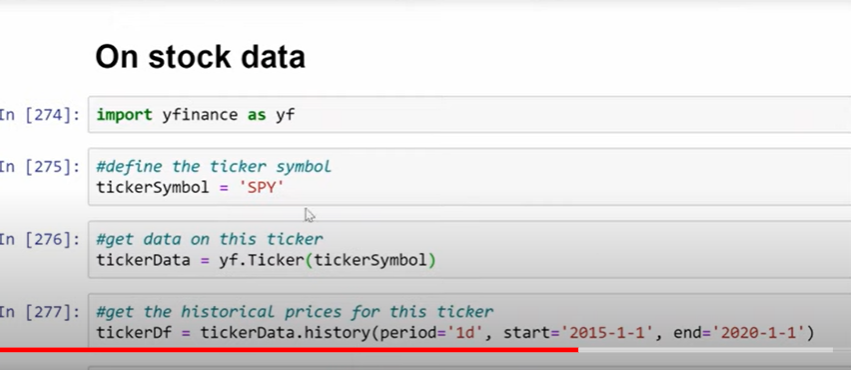 On stock data
In [274]: import yfinance as yf
In [275]: #define the ticker symbol
tickerSymbol = 'SPY'
In [276]: #get data on this ticker
tickerData = yf.Ticker(tickerSymbol)
In [277]: #get the historical prices for this ticker
tickerDf = tickerData.history(period='1d', start='2015-1-1', end='2020-1-1')